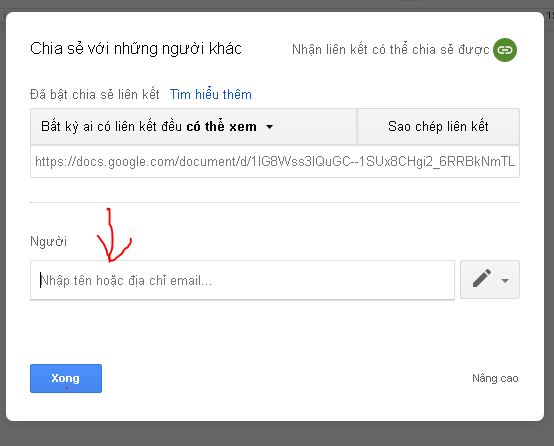 Chia sẻ với những người khác
Nhận liên kết có thể chia sẻ được
Đã bật chia sẻ liên kết Tìm hiểu thêm
Bất kỳ ai có liên kết đều có thể xem
Sao chép liên kết
https://docs.google.com/document/d/1IG8Wss3IQuGC--1SUx8CHgi2_6RRBkNmTL
Người
Nhập tên hoặc địa chỉ email...
Xong
Nâng cao